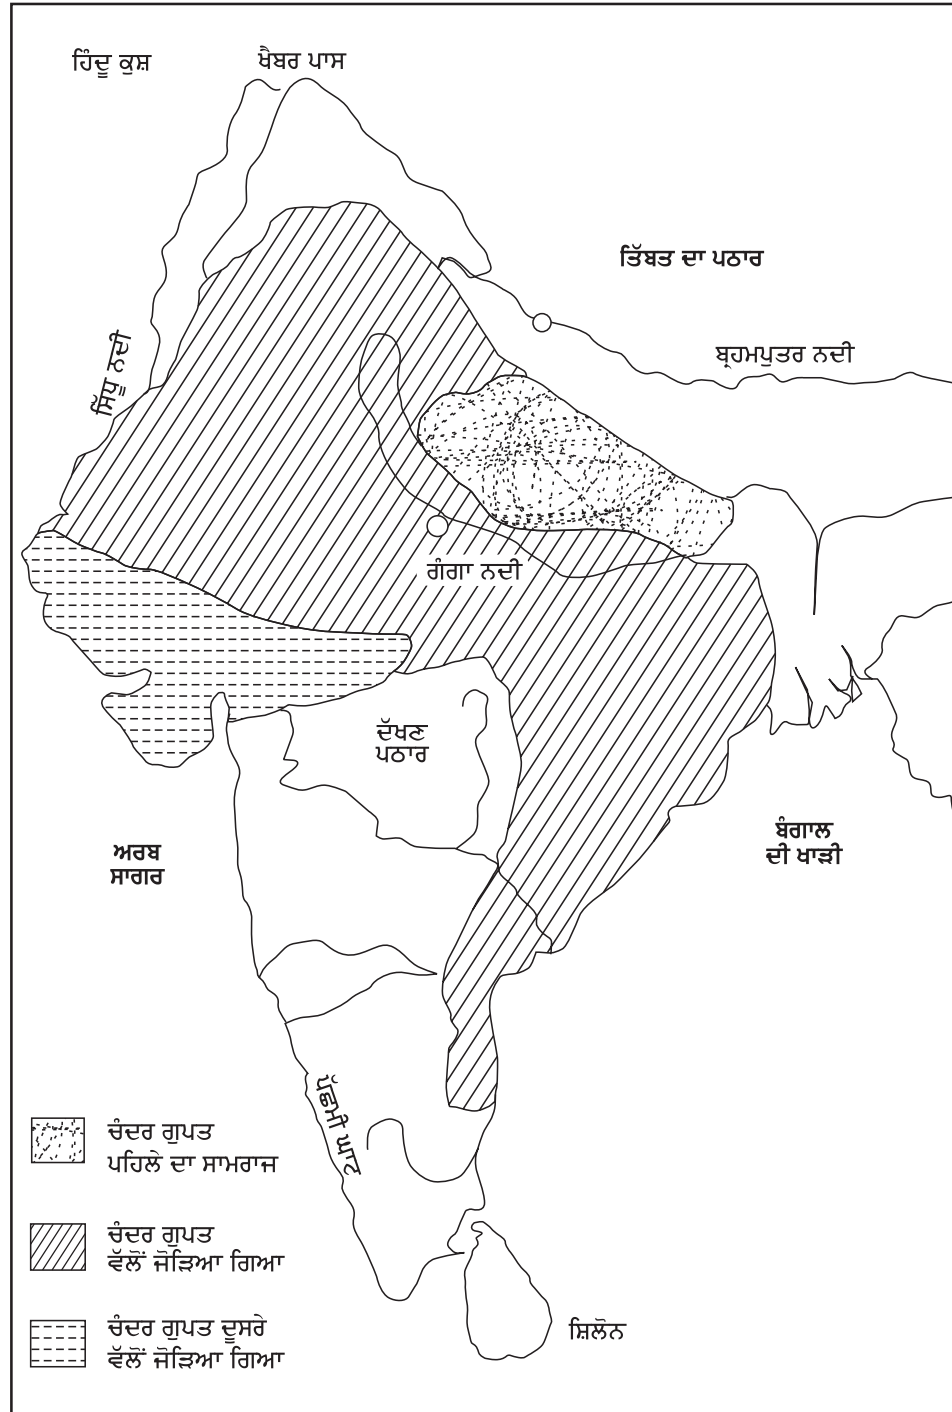 ਹਿੰਦੂ ਕੁਸ਼
ਖੈਬਰ ਪਾਸ
ਤਿੱਬਤ ਦਾ ਪਠਾਰ
ਬ੍ਰਹਮਪੁਤਰ ਨਦੀ
ਸਿੰਧੂ ਨਦੀ
ਗੰਗਾ ਨਦੀ
ਦੱਖਣ
ਪਠਾਰ
ਅਰਬ
ਸਾਗਰ
ਬੰਗਾਲ
ਦੀ ਖਾੜੀ
ਪੱਛਮੀ ਘਾਟ
ਚੰਦਰ ਗੁਪਤ
ਪਹਿਲੇ ਦਾ ਸਾਮਰਾਜ
ਚੰਦਰ ਗੁਪਤ
ਵੱਲੋਂ ਜੋੜਿਆ ਗਿਆ
ਚੰਦਰ ਗੁਪਤ ਦੂਸਰੇ
ਵੱਲੋਂ ਜੋੜਿਆ ਗਿਆ
ਸ਼ਿਲੋਨ